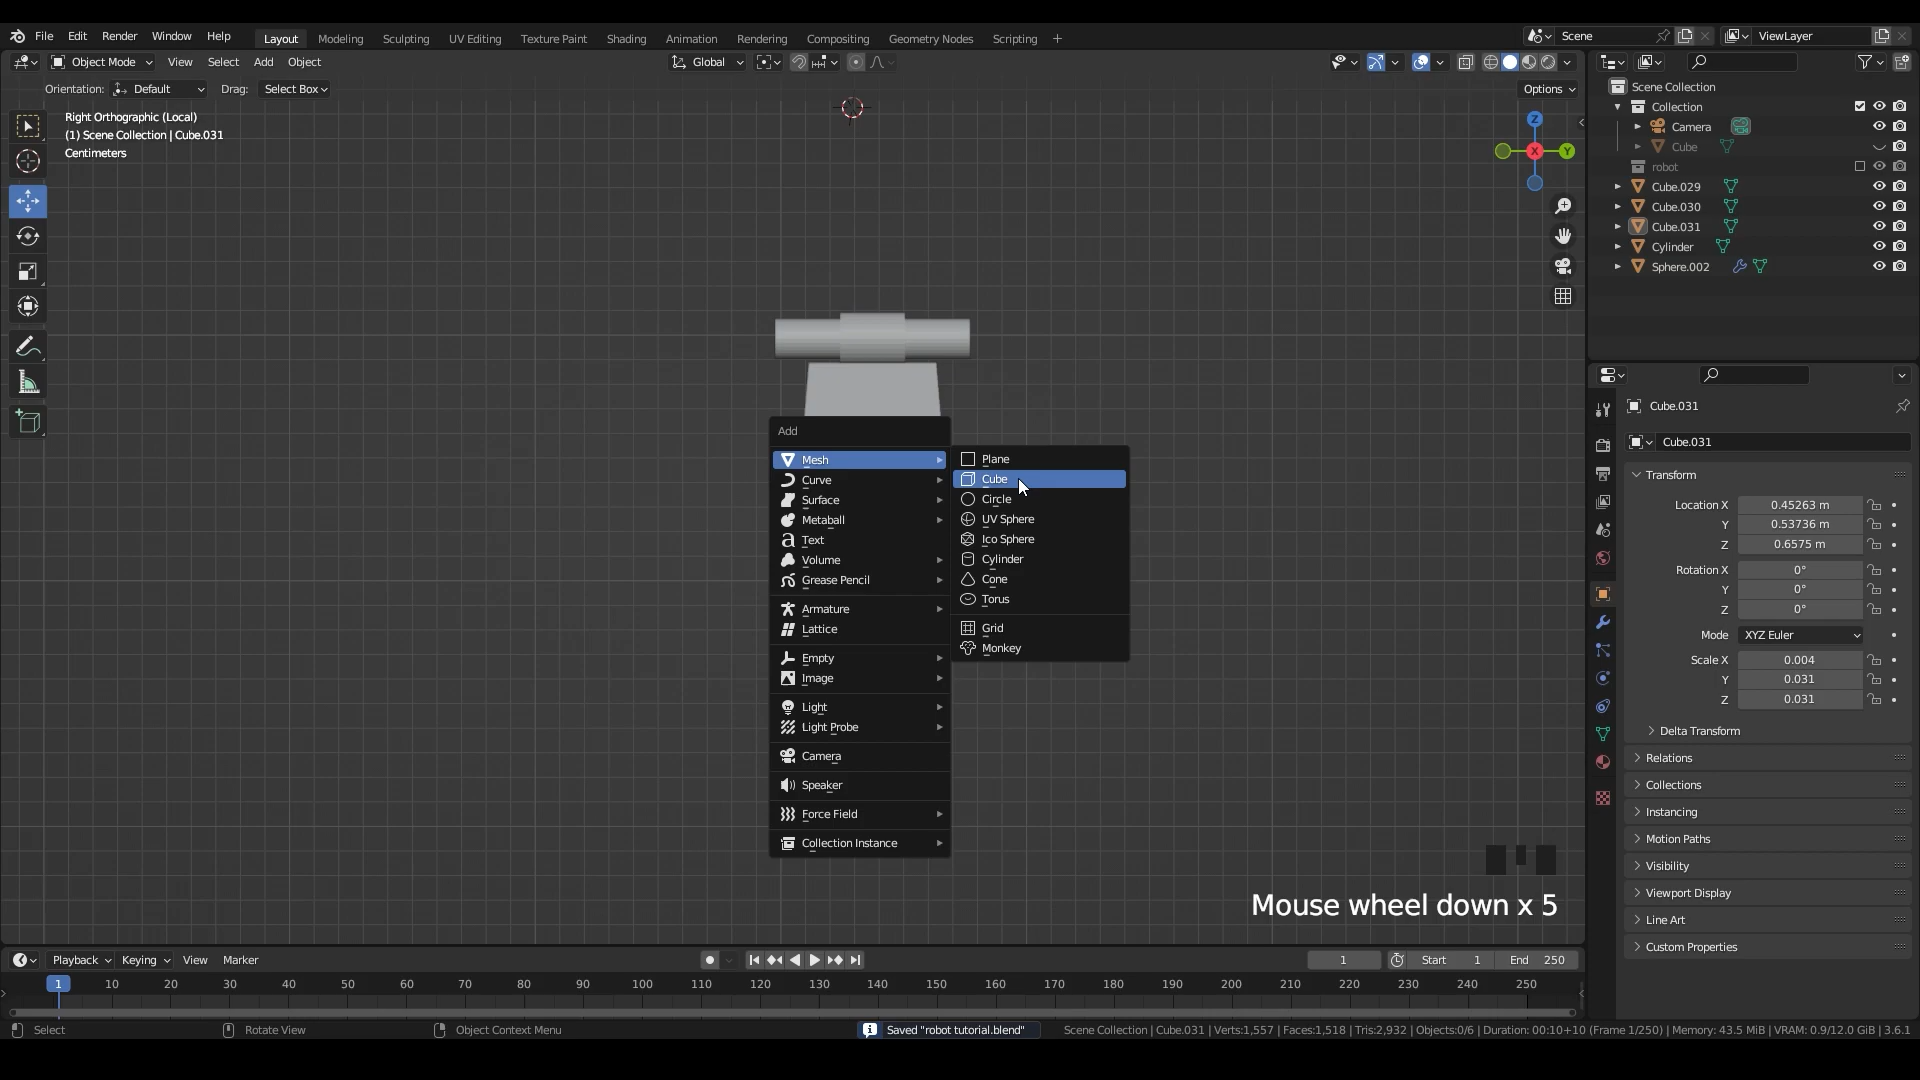 File Edit Render Window Help Layout Modeling Sculpting UV Editing Texture Paint Shading Animation Rendering Compositing Geometry Nodes Scripting + Scene ViewLayer
Object Mode View Select Add Object Global
Orientation: Default Drag: Select Box Options
Right Orthographic (Local)
(1) Scene Collection | Cube.031
Centimeters
Z
X
Y
Scene Collection
Collection
Camera
Cube
robot
Cube.029
Cube.030
Cube.031
Cylinder
Sphere.002
Add
Mesh
Curve
Surface
Metaball
Text
Volume
Grease Pencil
Armature
Lattice
Empty
Image
Light
Light Probe
Camera
Speaker
Force Field
Collection Instance
Plane
Cube
Circle
UV Sphere
Ico Sphere
Cylinder
Cone
Torus
Grid
Monkey
Cube.031
Cube.031
Transform
Location X 0.45263 m
Y 0.53736 m
Z 0.6575 m
Rotation X 0°
Y 0°
Z 0°
Mode XYZ Euler
Scale X 0.004
Y 0.031
Z 0.031
Delta Transform
Relations
Collections
Instancing
Motion Paths
Visibility
Viewport Display
Line Art
Custom Properties
Mouse wheel down x 5
Playback Keying View Marker 1 Start 1 End 250
1 10 20 30 40 50 60 70 80 90 100 110 120 130 140 150 160 170 180 190 200 210 220 230 240 250
Select Rotate View Object Context Menu Saved "robot tutorial.blend" Scene Collection | Cube.031 | Verts:1,557 | Faces:1,518 | Tris:2,932 | Objects:0/6 | Duration: 00:10+10 (Frame 1/250) | Memory: 43.5 MiB | VRAM: 0.9/12.0 GiB | 3.6.1